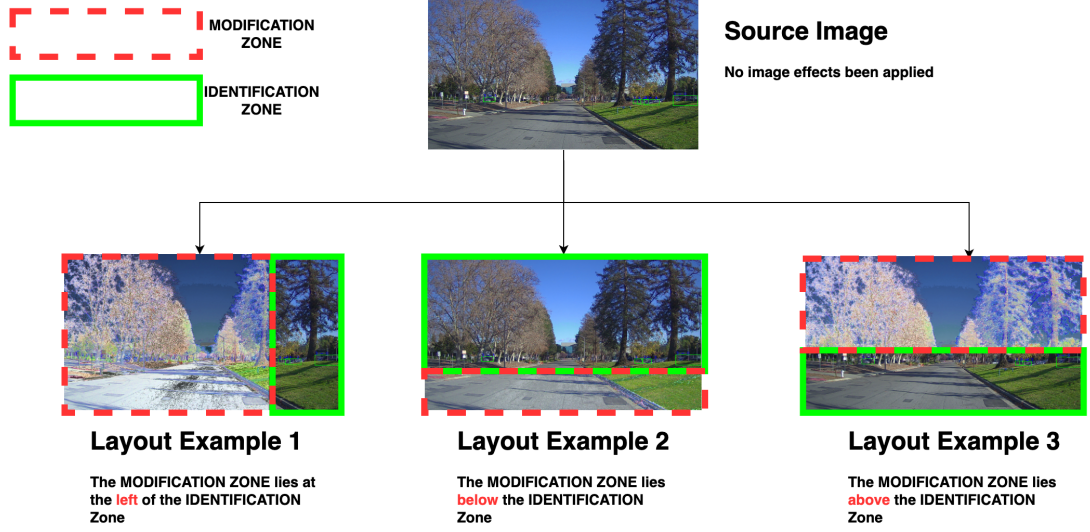 MODIFICATION
ZONE
IDENTIFICATION
ZONE
Source Image
No image effects been applied
Layout Example 1
The MODIFICATION ZONE lies at
the left of the IDENTIFICATION
Zone
Layout Example 2
The MODIFICATION ZONE lies
below the IDENTIFICATION
Zone
Layout Example 3
The MODIFICATION ZONE lies
above the IDENTIFICATION
Zone